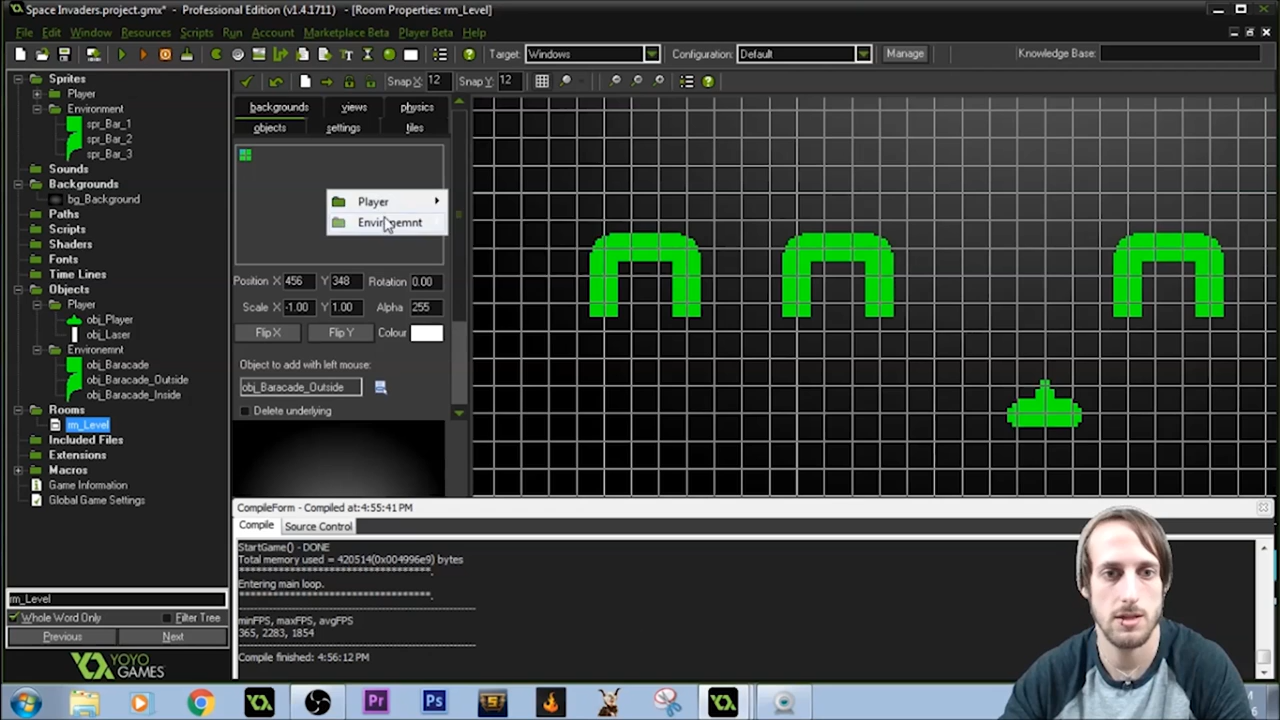 Space Invaders.project.gmx* - Professional Edition (v1.4.1711) - [Room Properties: rm_Level]
File Edit Window Resources Scripts Run Account Marketplace Beta Player Beta Help
Target: Windows Configuration: Default Manage Knowledge Base:
Snap X: 12 Snap Y: 12
Sprites
Player
Environment
spr_Bar_1
spr_Bar_2
spr_Bar_3
Sounds
Backgrounds
bg_Background
Paths
Scripts
Shaders
Fonts
Time Lines
Objects
Player
obj_Player
obj_Laser
Environemnt
obj_Baracade
obj_Baracade_Outside
obj_Baracade_Inside
Rooms
rm_Level
Included Files
Extensions
Macros
Game Information
Global Game Settings
rm_Level
Whole Word Only Filter Tree
Previous Next
YOYO
GAMES
backgrounds views physics
objects settings tiles
Player
Environemnt
Position X 456 Y 348 Rotation 0.00
Scale X -1.00 Y 1.00 Alpha 255
Flip X Flip Y Colour
Object to add with left mouse:
obj_Baracade_Outside
Delete underlying
CompileForm - Compiled at:4:55:41 PM
Compile Source Control
StartGame() - DONE
Total memory used = 420514(0x004996e9) bytes
********************************.
Entering main loop.
********************************.
minFPS, maxFPS, avgFPS
365, 2283, 1854
Compile finished: 4:56:12 PM
Pr Ps